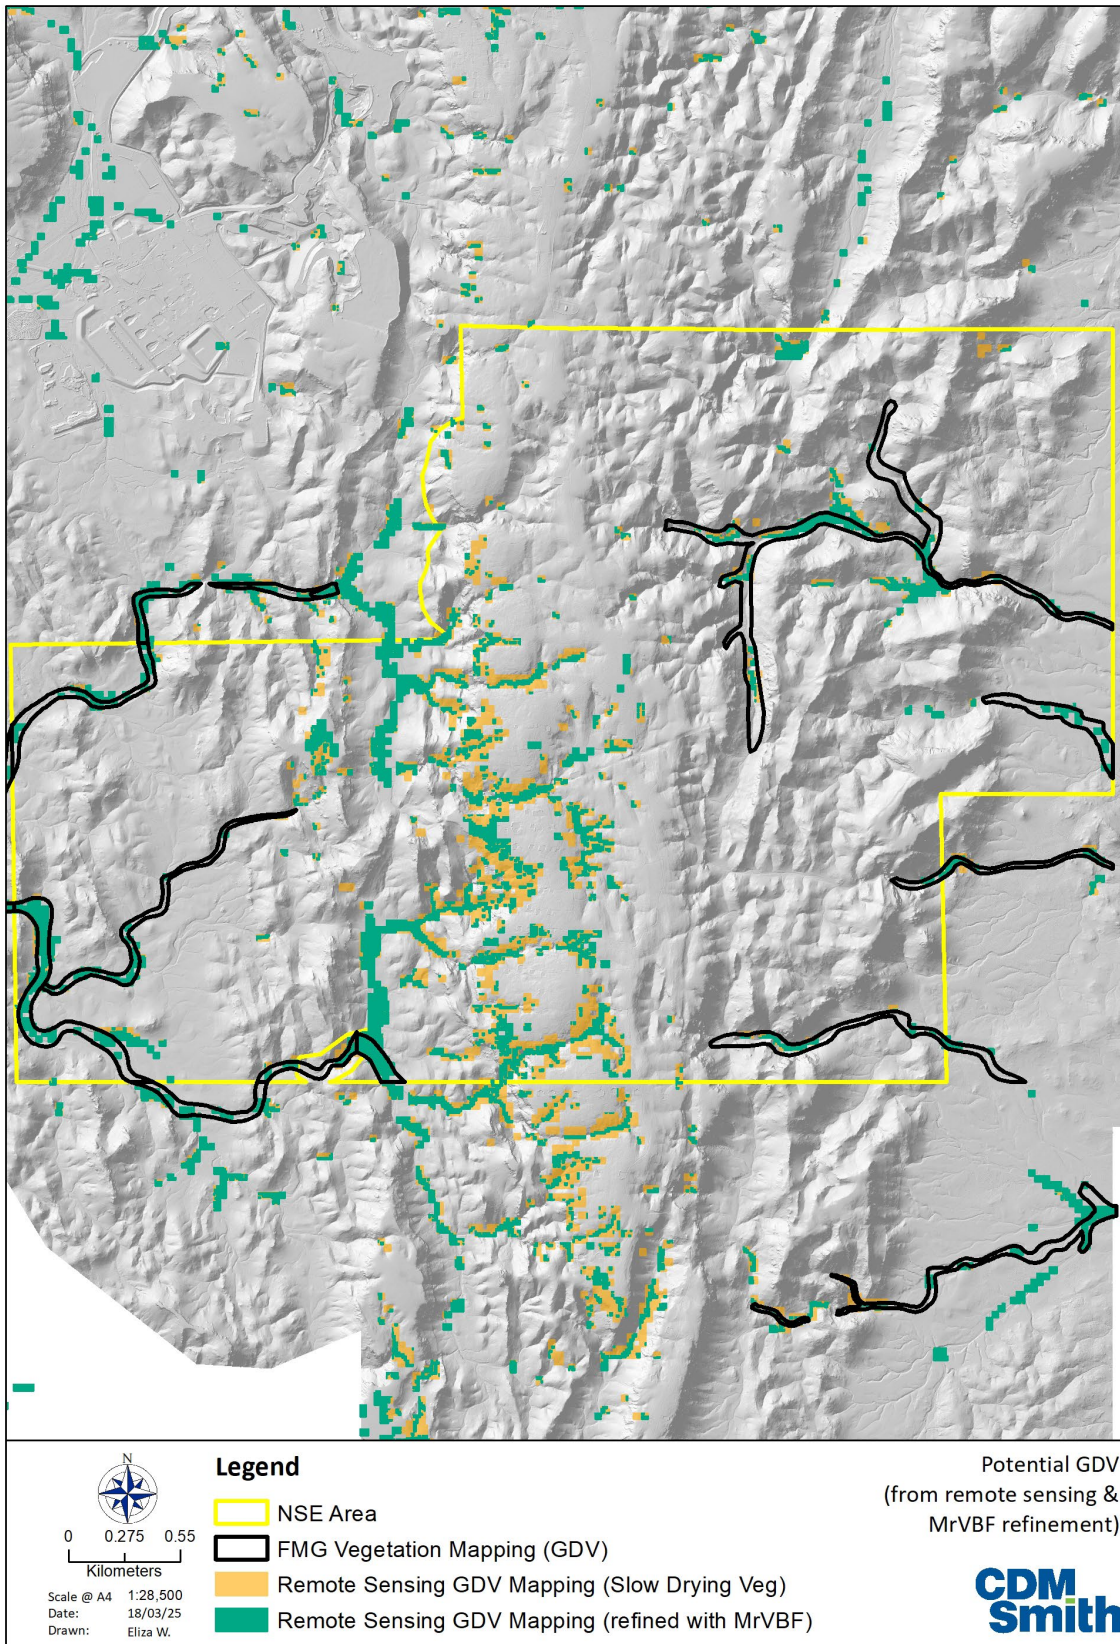 N
0 0.275 0.55
Kilometers
Scale @ A4 1:28,500
Date: 18/03/25
Drawn: Eliza W.
Legend
NSE Area
FMG Vegetation Mapping (GDV)
Remote Sensing GDV Mapping (Slow Drying Veg)
Remote Sensing GDV Mapping (refined with MrVBF)
Potential GDV
(from remote sensing &
MrVBF refinement)
CDM
Smith